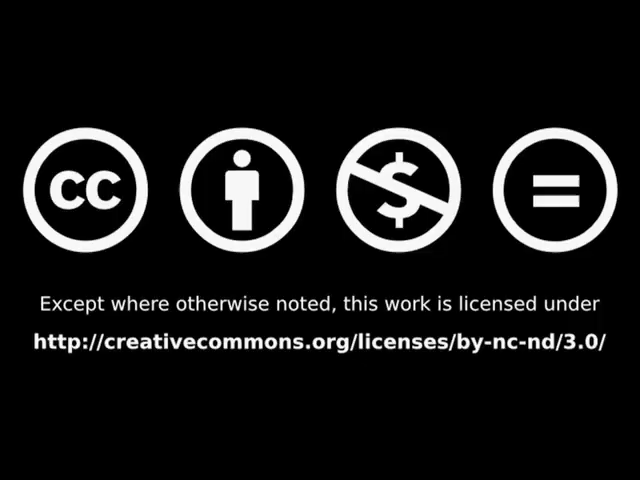 cc
$
=
Except where otherwise noted, this work is licensed under
http://creativecommons.org/licenses/by-nc-nd/3.0/